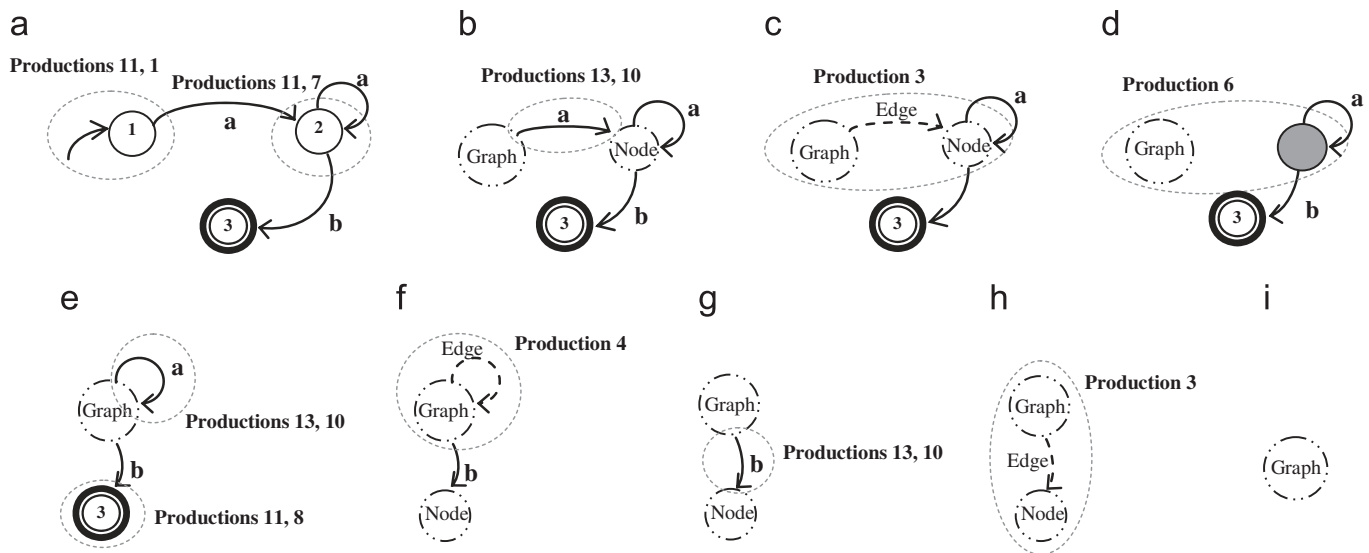 a
b
c
d
Productions 11, 1
Productions 11, 7
a
1
a
2
3
b
Productions 13, 10
a
a
Graph
Node
3
b
Production 3
Edge
a
Graph
Node
3
b
Production 6
a
Graph
3
b
e
f
g
h
i
a
Graph
Productions 13, 10
b
3
Productions 11, 8
Edge
Production 4
Graph
b
Node
Graph
b
Productions 13, 10
Node
Production 3
Graph
Edge
Node
Graph